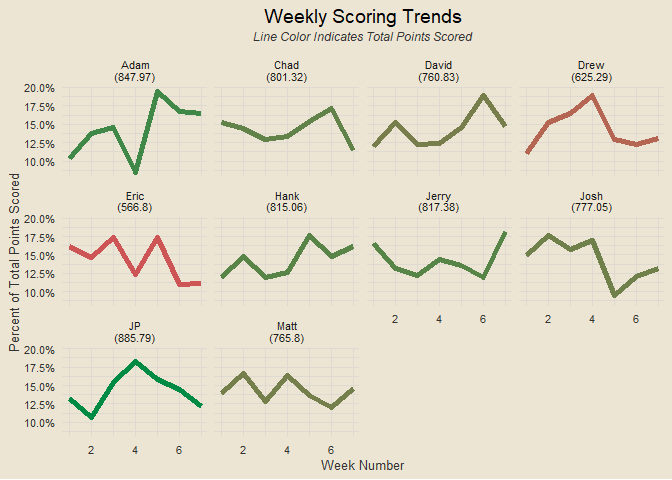 Weekly Scoring Trends
Line Color Indicates Total Points Scored
Adam Chad David Drew
(847.97) (801.32) (760.83) (625.29)
20.0%
17.5%
15.0%
12.5%
10.0%
Eric Hank Jerry Josh
(566.8) (815.06) (817.38) (777.05)
20.0%
17.5%
15.0%
12.5%
10.0%
2 4 6 2 4 6
JP Matt
(885.79) (765.8)
20.0%
17.5%
15.0%
12.5%
10.0%
2 4 6 2 4 6
Week Number
Percent of Total Points Scored